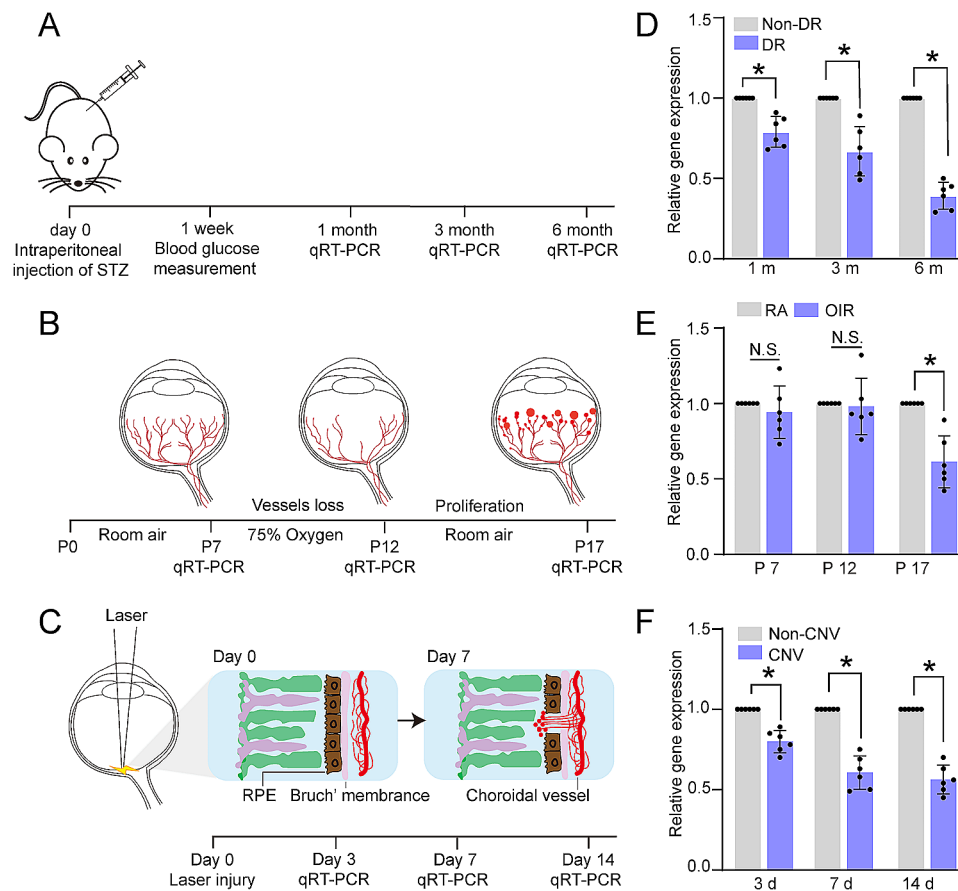 A
day 0
Intraperitoneal
injection of STZ
1 week
Blood glucose
measurement
1 month
qRT-PCR
3 month
qRT-PCR
6 month
qRT-PCR
B
Vessels loss
Proliferation
P0
Room air
P7
qRT-PCR
75% Oxygen
P12
qRT-PCR
Room air
P17
qRT-PCR
C
Laser
Day 0
Day 7
RPE
Bruch' membrance
Choroidal vessel
Day 0
Laser injury
Day 3
qRT-PCR
Day 7
qRT-PCR
Day 14
qRT-PCR
D
Non-DR
DR
Relative gene expression
1.5
1.0
0.5
0.0
*
*
*
1 m
3 m
6 m
E
RA
OIR
Relative gene expression
1.5
1.0
0.5
0.0
N.S.
N.S.
*
P 7
P 12
P 17
F
Non-CNV
CNV
Relative gene expression
1.5
1.0
0.5
0.0
*
*
*
3 d
7 d
14 d